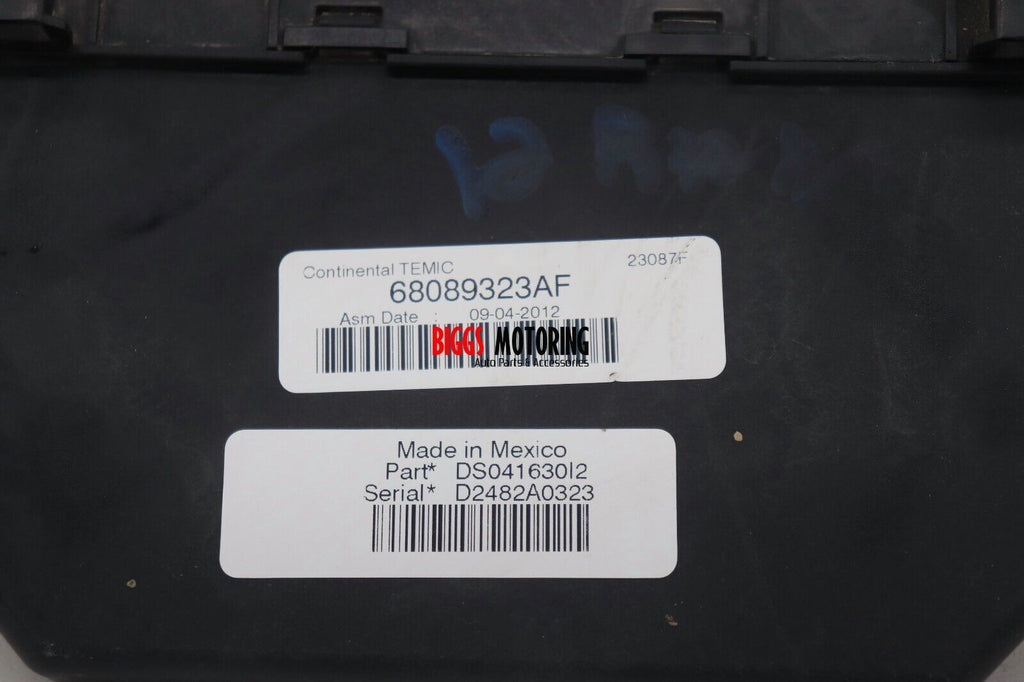 Continental TEMIC 23087F
68089323AF
Asm Date : 09-04-2012
BIGGS MOTORING
Auto Parts & Accessories
Made in Mexico
Part* DS041630I2
Serial* D2482A0323